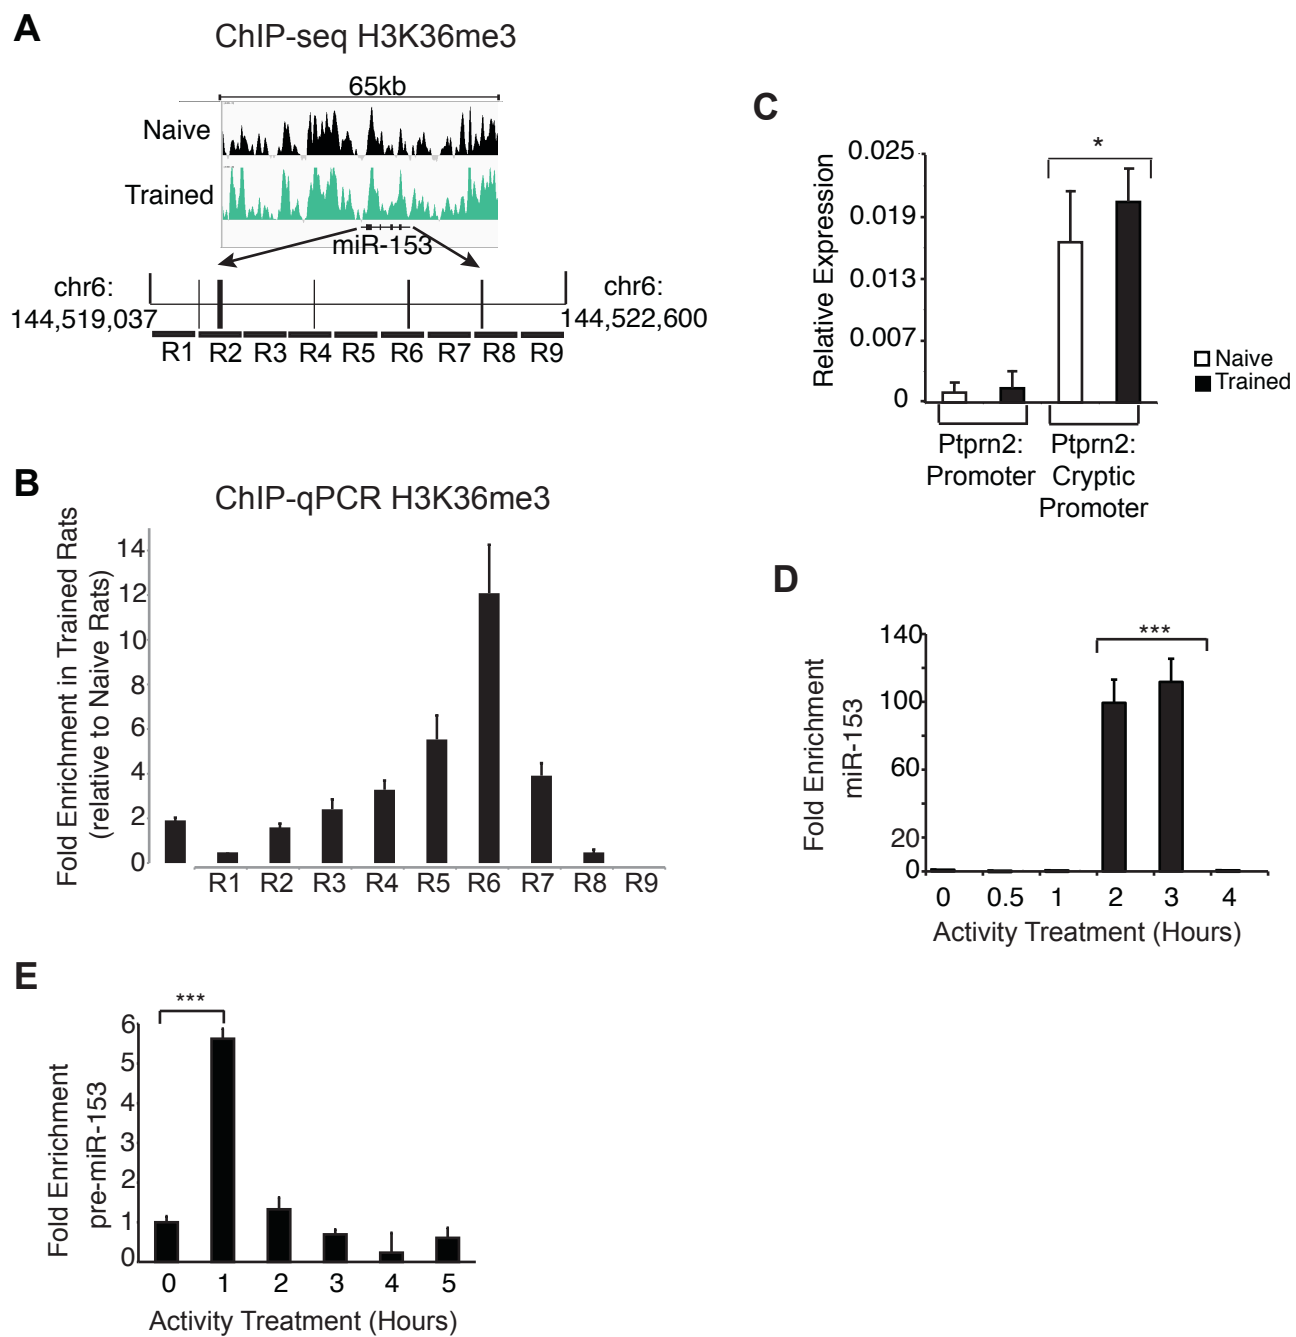 A
ChIP-seq H3K36me3
65kb
Naive
Trained
miR-153
chr6:
144,519,037
chr6:
144,522,600
R1 R2 R3 R4 R5 R6 R7 R8 R9
B
ChIP-qPCR H3K36me3
Fold Enrichment in Trained Rats
(relative to Naive Rats)
14
12
10
8
6
4
2
0
R1 R2 R3 R4 R5 R6 R7 R8 R9
C
*
Relative Expression
0.025
0.019
0.013
0.007
0
Naive
Trained
Ptprn2:
Promoter
Ptprn2:
Cryptic
Promoter
D
***
Fold Enrichment
miR-153
140
100
60
20
0
0 0.5 1 2 3 4
Activity Treatment (Hours)
E
***
Fold Enrichment
pre-miR-153
6
5
4
3
2
1
0
0 1 2 3 4 5
Activity Treatment (Hours)